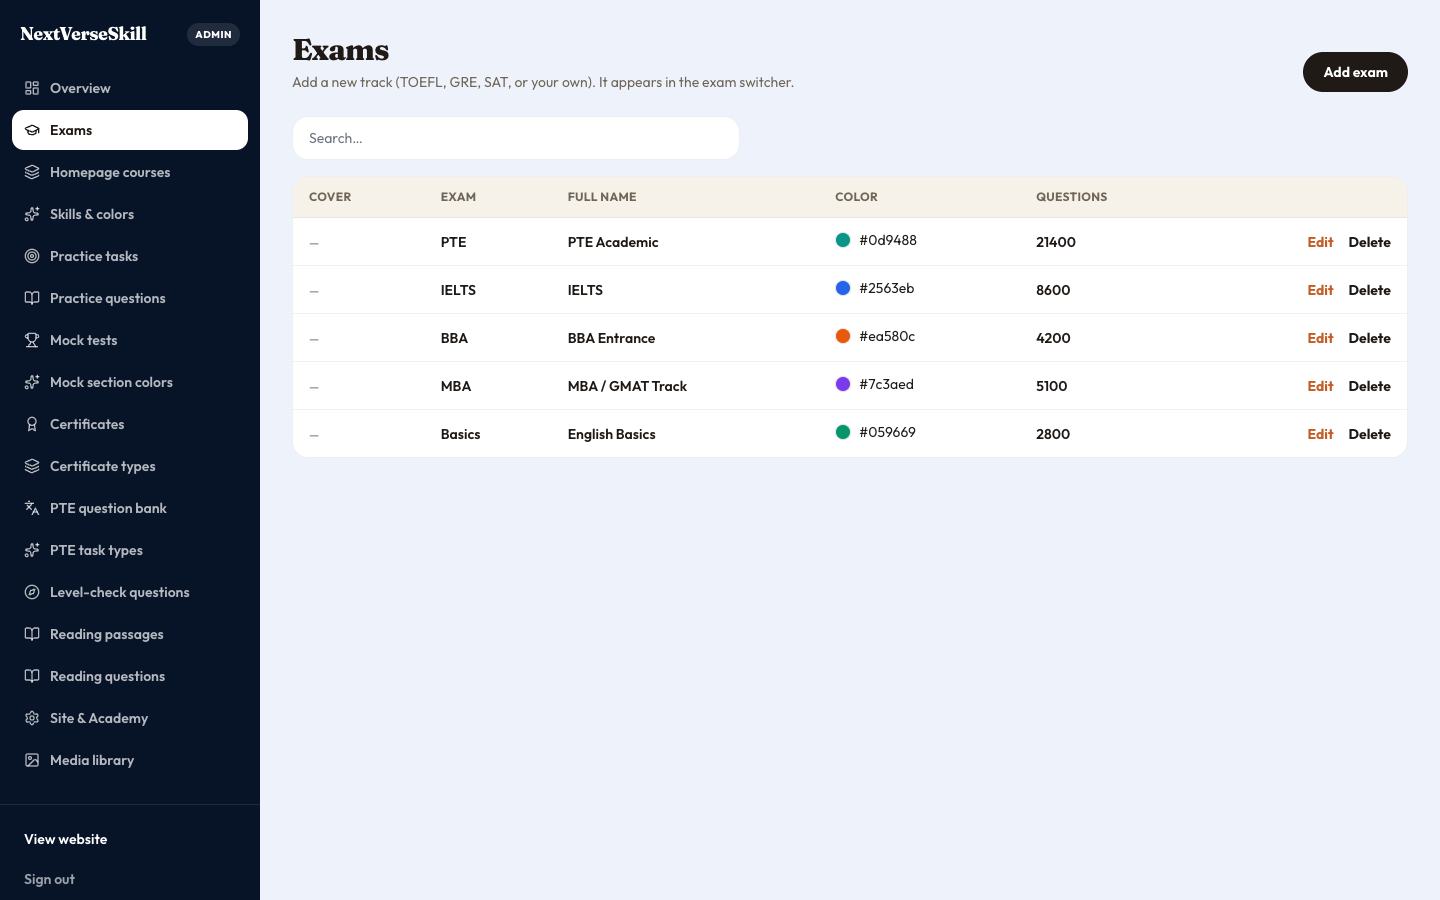 NextVerseSkill
ADMIN
Overview
Exams
Homepage courses
Skills & colors
Practice tasks
Practice questions
Mock tests
Mock section colors
Certificates
Certificate types
PTE question bank
PTE task types
Level-check questions
Reading passages
Reading questions
Site & Academy
Media library
View website
Sign out
Exams
Add a new track (TOEFL, GRE, SAT, or your own). It appears in the exam switcher.
Add exam
Search...
COVER EXAM FULL NAME COLOR QUESTIONS
— PTE PTE Academic #0d9488 21400 Edit Delete
— IELTS IELTS #2563eb 8600 Edit Delete
— BBA BBA Entrance #ea580c 4200 Edit Delete
— MBA MBA / GMAT Track #7c3aed 5100 Edit Delete
— Basics English Basics #059669 2800 Edit Delete